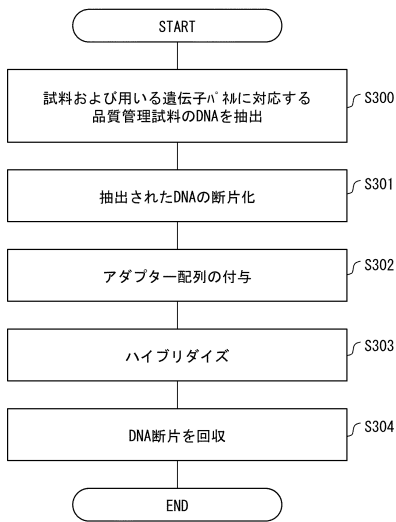 START
試料および用いる遺伝子ﾊﾟﾈﾙに対応する
品質管理試料のDNAを抽出
S300
抽出されたDNAの断片化
S301
アダプター配列の付与
S302
ハイブリダイズ
S303
DNA断片を回収
S304
END